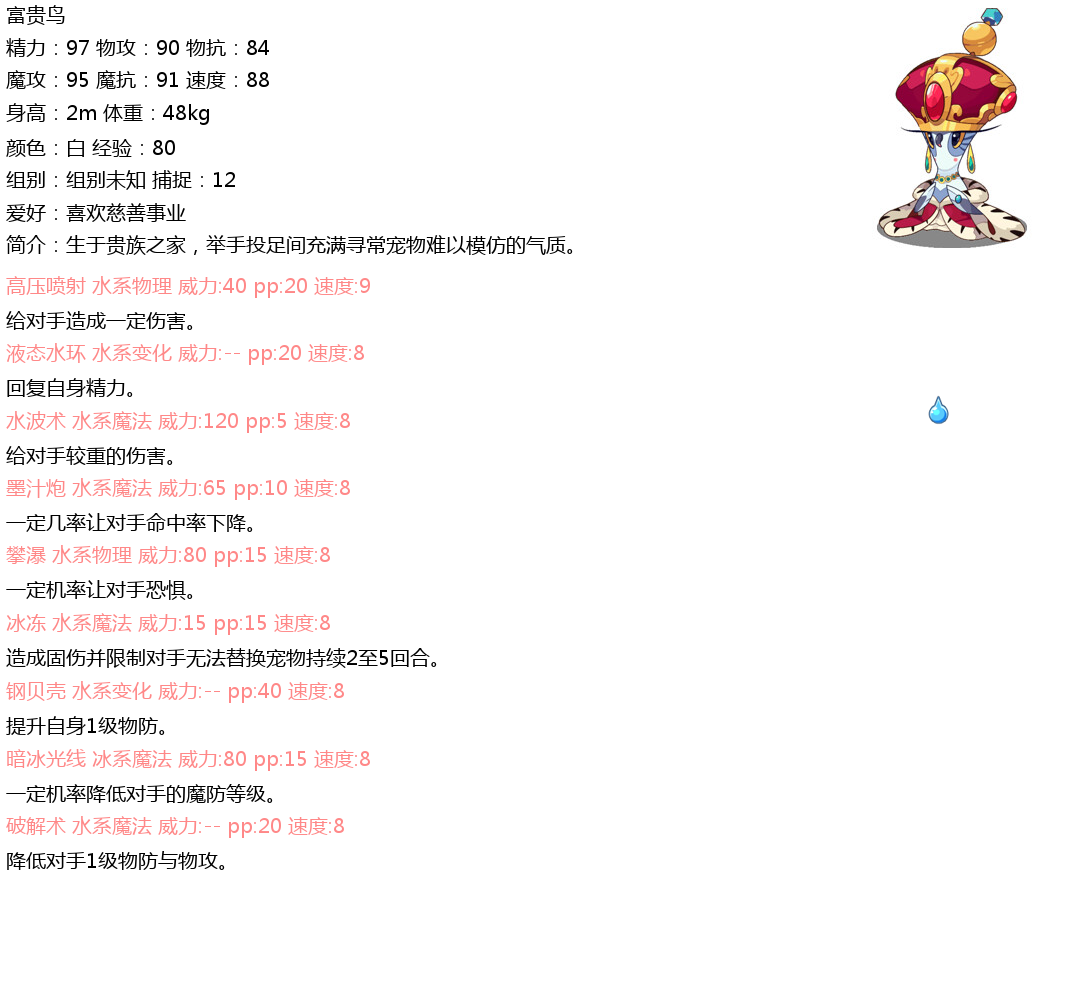 富贵鸟
精力：97 物攻：90 物抗：84
魔攻：95 魔抗：91 速度：88
身高：2m 体重：48kg
颜色：白 经验：80
组别：组别未知 捕捉：12
爱好：喜欢慈善事业
简介：生于贵族之家，举手投足间充满寻常宠物难以模仿的气质。
高压喷射 水系物理 威力:40 pp:20 速度:9
给对手造成一定伤害。
液态水环 水系变化 威力:-- pp:20 速度:8
回复自身精力。
水波术 水系魔法 威力:120 pp:5 速度:8
给对手较重的伤害。
墨汁炮 水系魔法 威力:65 pp:10 速度:8
一定几率让对手命中率下降。
攀瀑 水系物理 威力:80 pp:15 速度:8
一定机率让对手恐惧。
冰冻 水系魔法 威力:15 pp:15 速度:8
造成固伤并限制对手无法替换宠物持续2至5回合。
钢贝壳 水系变化 威力:-- pp:40 速度:8
提升自身1级物防。
暗冰光线 冰系魔法 威力:80 pp:15 速度:8
一定机率降低对手的魔防等级。
破解术 水系魔法 威力:-- pp:20 速度:8
降低对手1级物防与物攻。